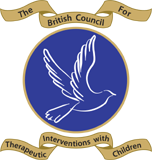 The British Council For
Therapeutic Interventions with Children